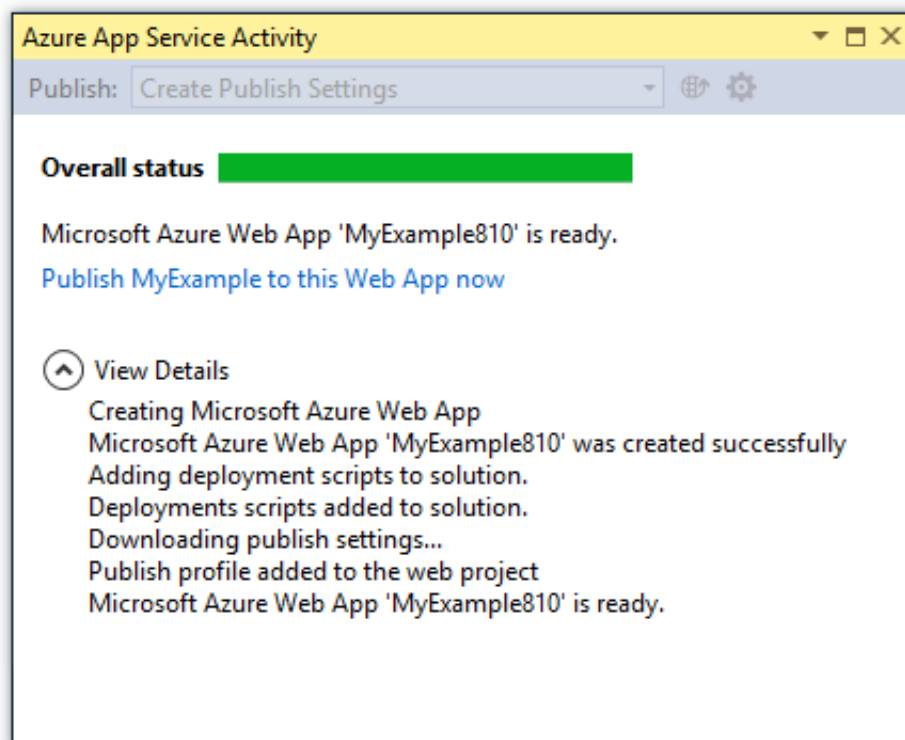 Azure App Service Activity
Publish: Create Publish Settings
Overall status
Microsoft Azure Web App 'MyExample810' is ready.
Publish MyExample to this Web App now
View Details
Creating Microsoft Azure Web App
Microsoft Azure Web App 'MyExample810' was created successfully
Adding deployment scripts to solution.
Deployments scripts added to solution.
Downloading publish settings...
Publish profile added to the web project
Microsoft Azure Web App 'MyExample810' is ready.